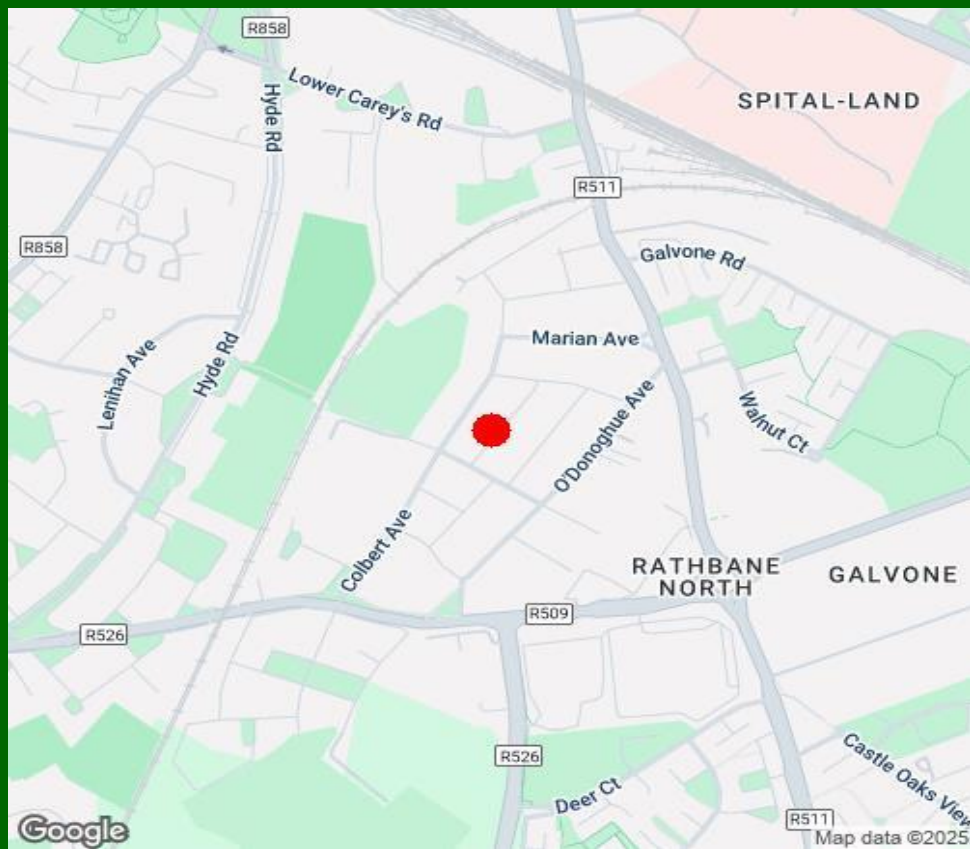 R858
Lower Carey's Rd
Hyde Rd
SPITAL-LAND
R511
R858
Galvone Rd
Marian Ave
Lenihan Ave
Hyde Rd
O'Donoghue Ave
Walnut Ct
Colbert Ave
RATHBANE
NORTH
GALVONE
R509
R526
R526
Castle Oaks View
Deer Ct
R511
Google
Map data ©2025